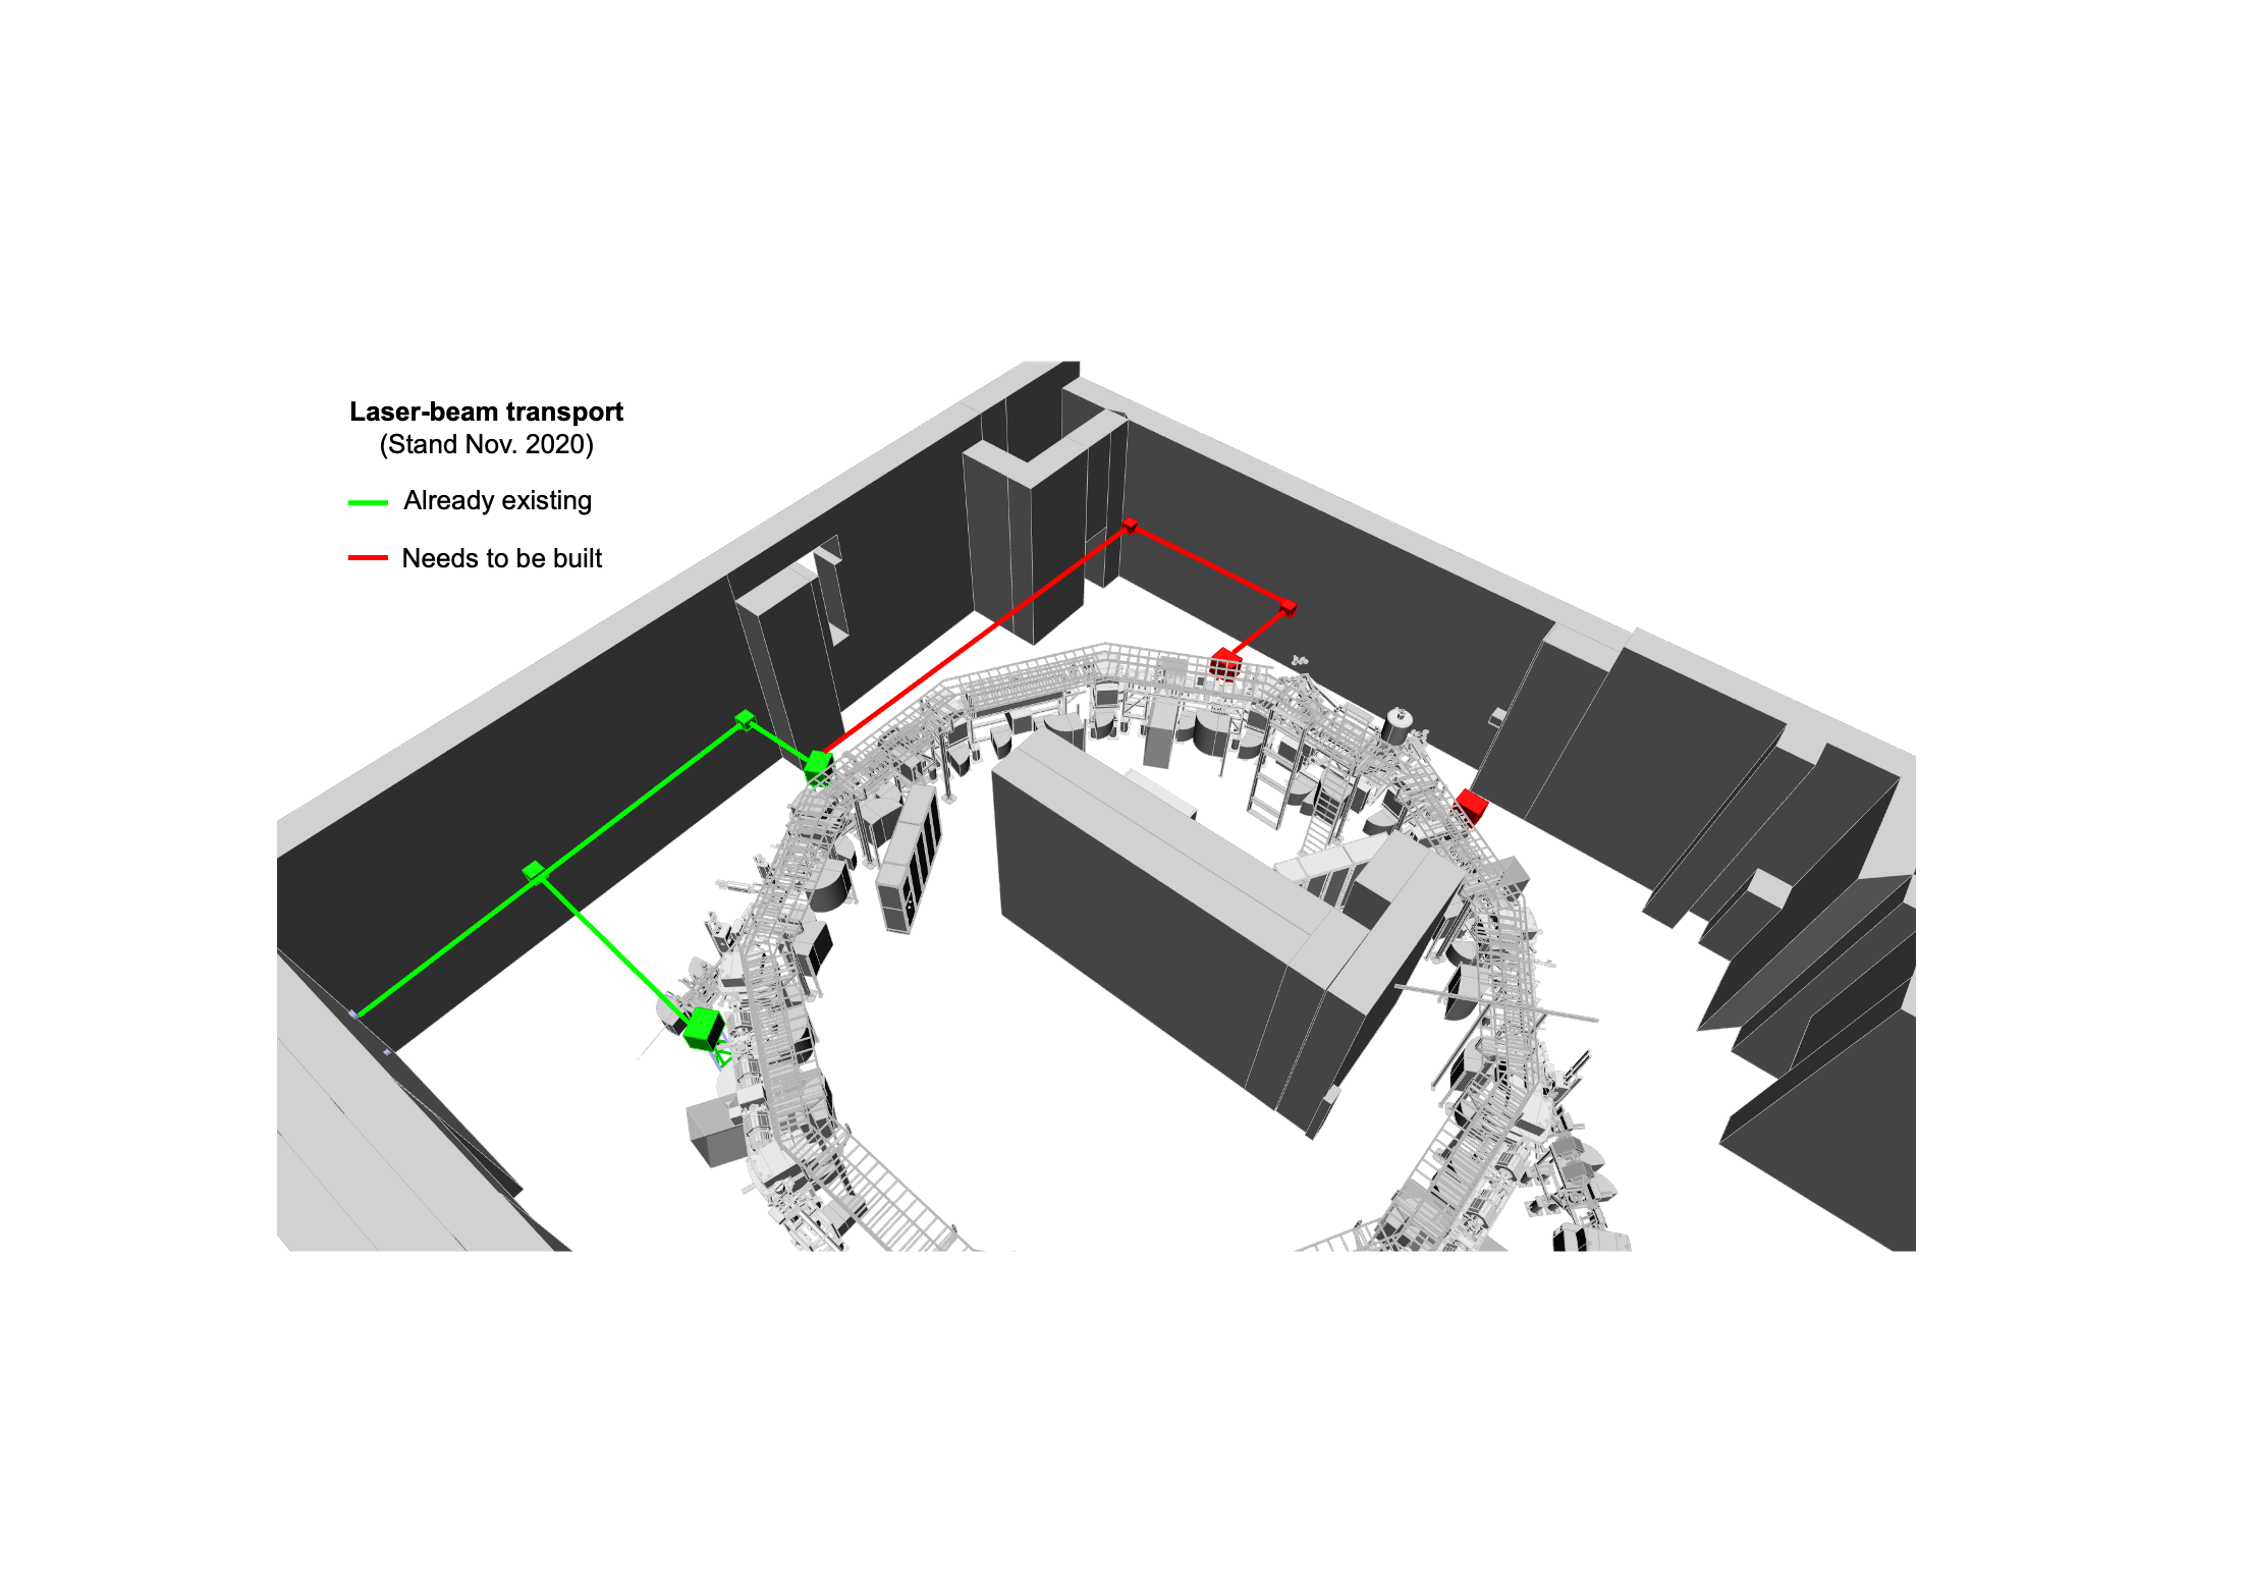 Laser-beam transport
(Stand Nov. 2020)
Already existing
Needs to be built